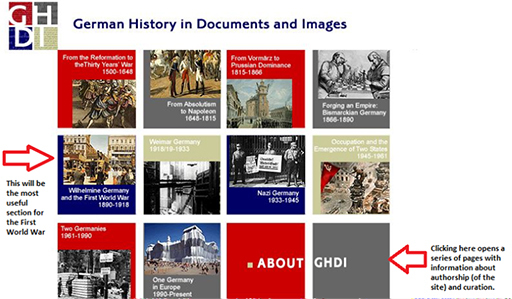 GHDI
German History in Documents and Images
From the Reformation to
theThirty Years' War
1500-1648
From Absolutism
to Napoleon
1648-1815
From Vormärz to
Prussian Dominance
1815-1866
Forging an Empire:
Bismarckian Germany
1866-1890
This will be
the most
useful
section for
the First
World War
Wilhelmine Germany
and the First World War
1890-1918
Weimar Germany
1918/19-1933
Nazi Germany
1933-1945
Occupation and the
Emergence of Two States
1945-1961
Two Germanies
1961-1990
One Germany
in Europe
1990-Present
ABOUT GHDI
Clicking here opens a
series of pages with
information about
authorship (of the
site) and curation.